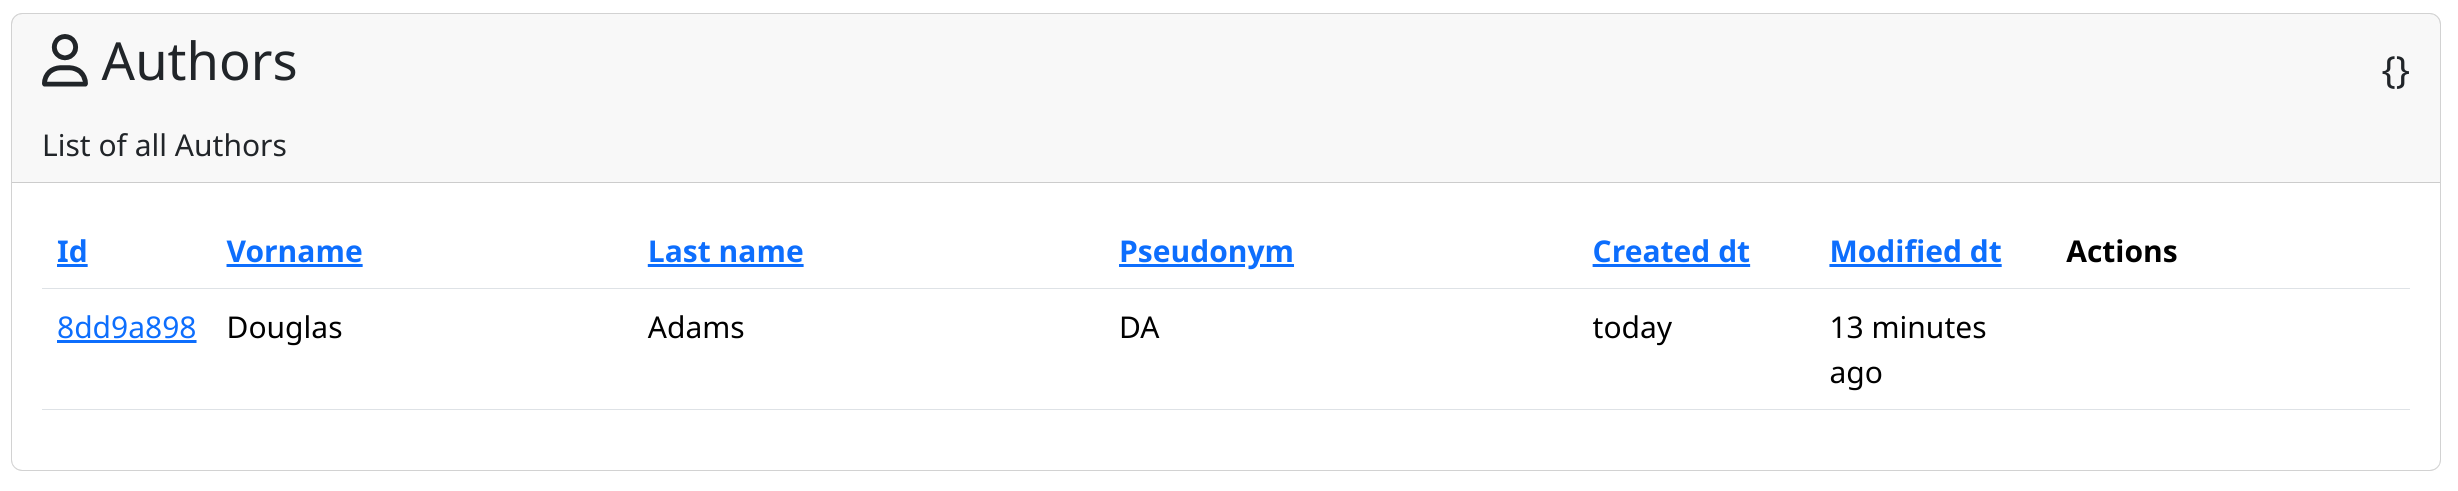 Authors
{}
List of all Authors
Id Vorname Last name Pseudonym Created dt Modified dt Actions
8dd9a898 Douglas Adams DA today 13 minutes
ago